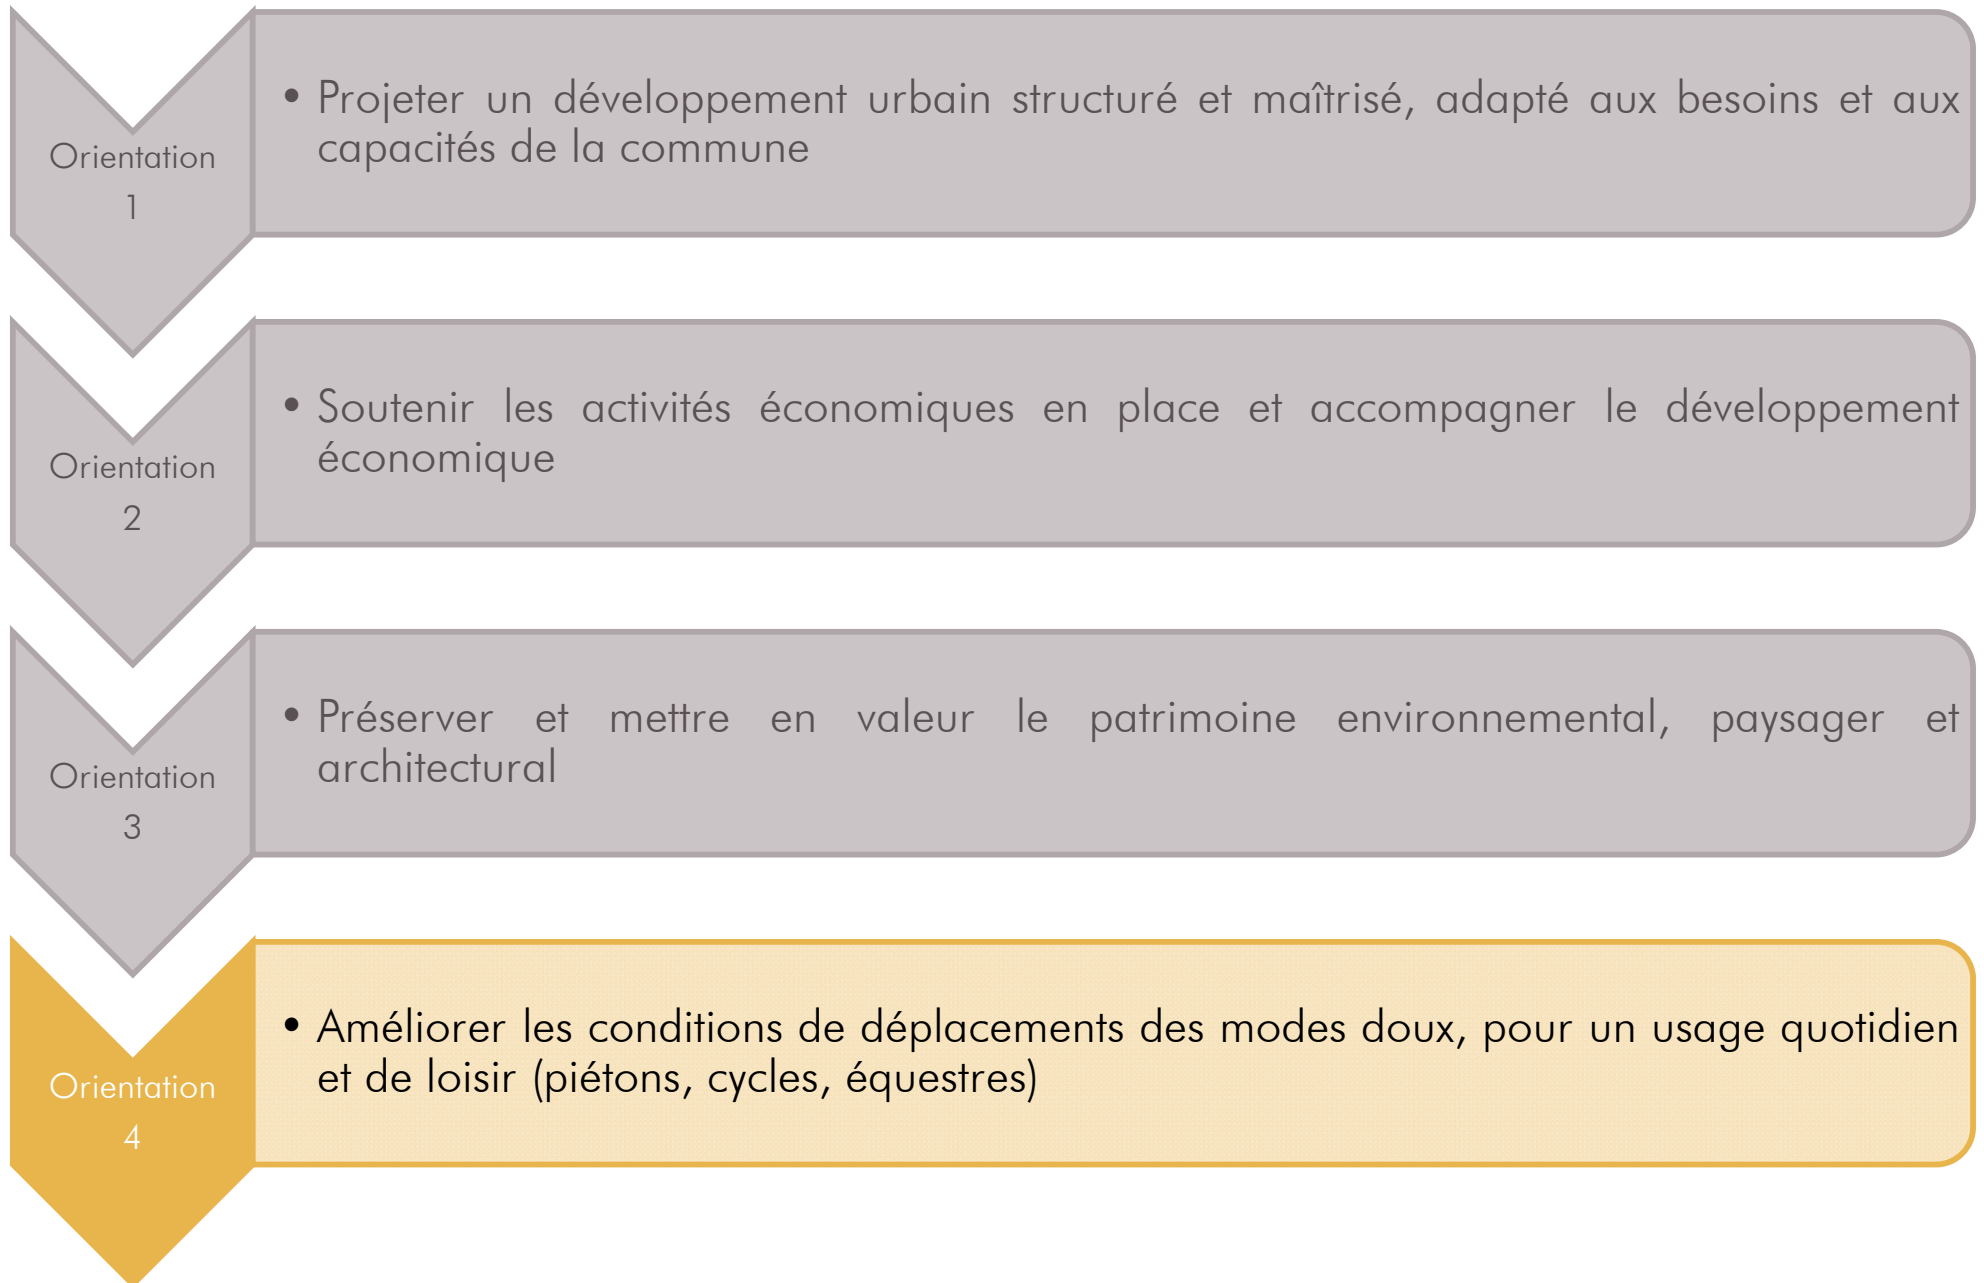 Orientation
1
• Projeter un développement urbain structuré et maîtrisé, adapté aux besoins et aux
capacités de la commune
Orientation
2
• Soutenir les activités économiques en place et accompagner le développement
économique
Orientation
3
• Préserver et mettre en valeur le patrimoine environnemental, paysager et
architectural
Orientation
4
• Améliorer les conditions de déplacements des modes doux, pour un usage quotidien
et de loisir (piétons, cycles, équestres)